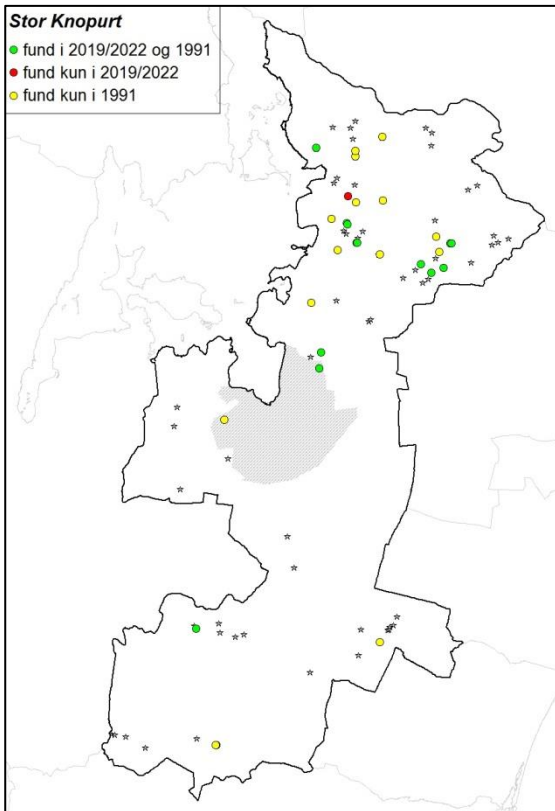 Stor Knopurt
fund i 2019/2022 og 1991
fund kun i 2019/2022
fund kun i 1991